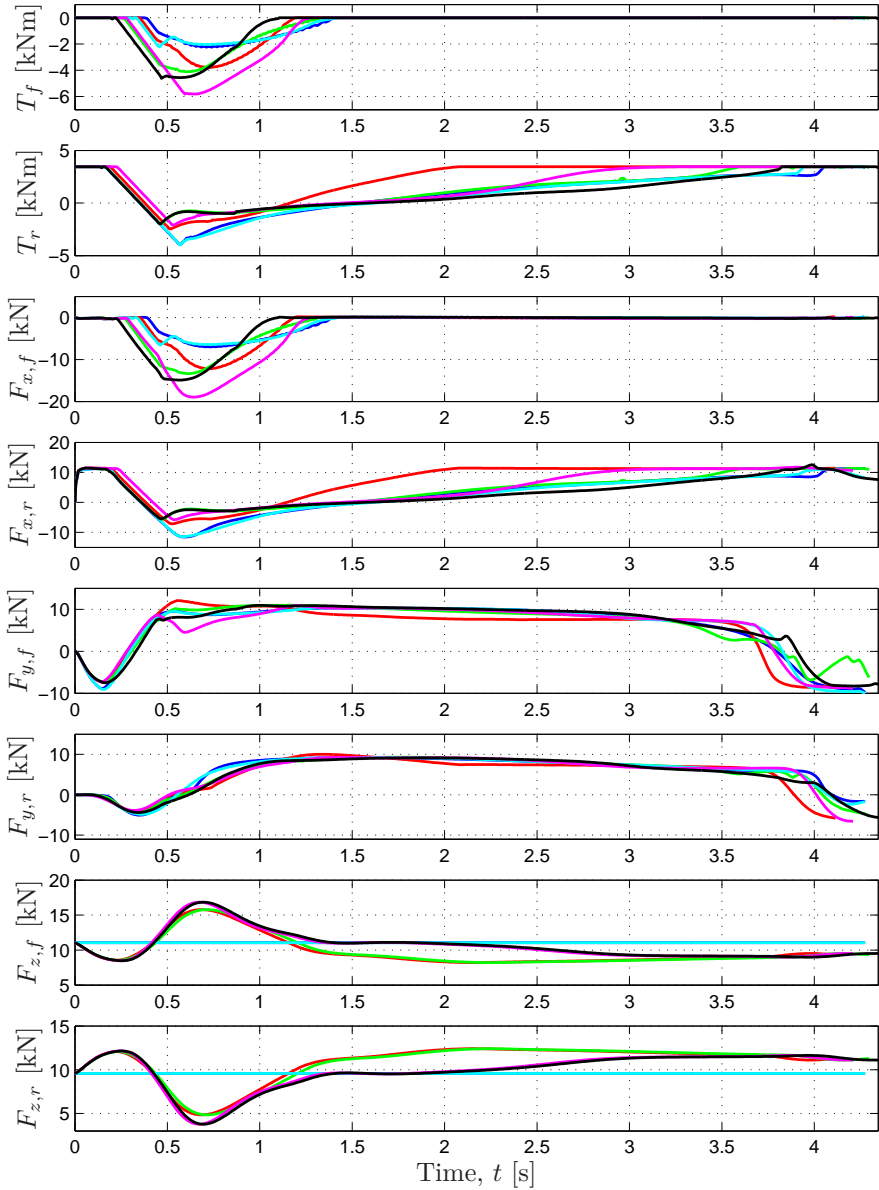 T_f [kNm]
0
−2
−4
−6
0 0.5 1 1.5 2 2.5 3 3.5 4
T_r [kNm]
5
0
−5
0 0.5 1 1.5 2 2.5 3 3.5 4
F_{x,f} [kN]
0
−10
−20
0 0.5 1 1.5 2 2.5 3 3.5 4
F_{x,r} [kN]
20
10
0
−10
0 0.5 1 1.5 2 2.5 3 3.5 4
F_{y,f} [kN]
10
0
−10
0 0.5 1 1.5 2 2.5 3 3.5 4
F_{y,r} [kN]
10
0
−10
0 0.5 1 1.5 2 2.5 3 3.5 4
F_{z,f} [kN]
20
15
10
5
0 0.5 1 1.5 2 2.5 3 3.5 4
F_{z,r} [kN]
15
10
5
0 0.5 1 1.5 2 2.5 3 3.5 4
Time, t [s]